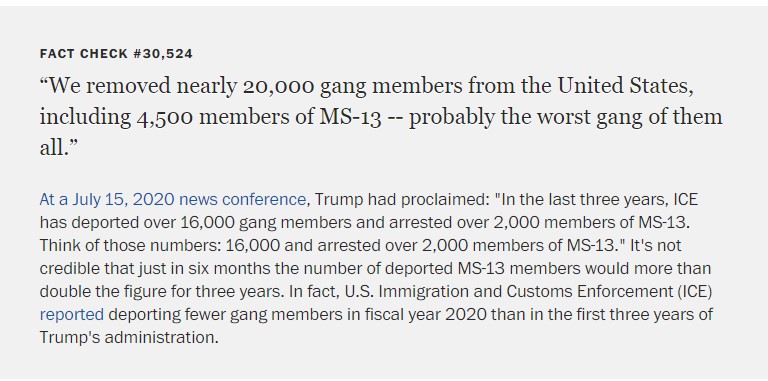 FACT CHECK #30,524
“We removed nearly 20,000 gang members from the United States,
including 4,500 members of MS-13 -- probably the worst gang of them
all.”
At a July 15, 2020 news conference, Trump had proclaimed: "In the last three years, ICE
has deported over 16,000 gang members and arrested over 2,000 members of MS-13.
Think of those numbers: 16,000 and arrested over 2,000 members of MS-13." It's not
credible that just in six months the number of deported MS-13 members would more than
double the figure for three years. In fact, U.S. Immigration and Customs Enforcement (ICE)
reported deporting fewer gang members in fiscal year 2020 than in the first three years of
Trump's administration.